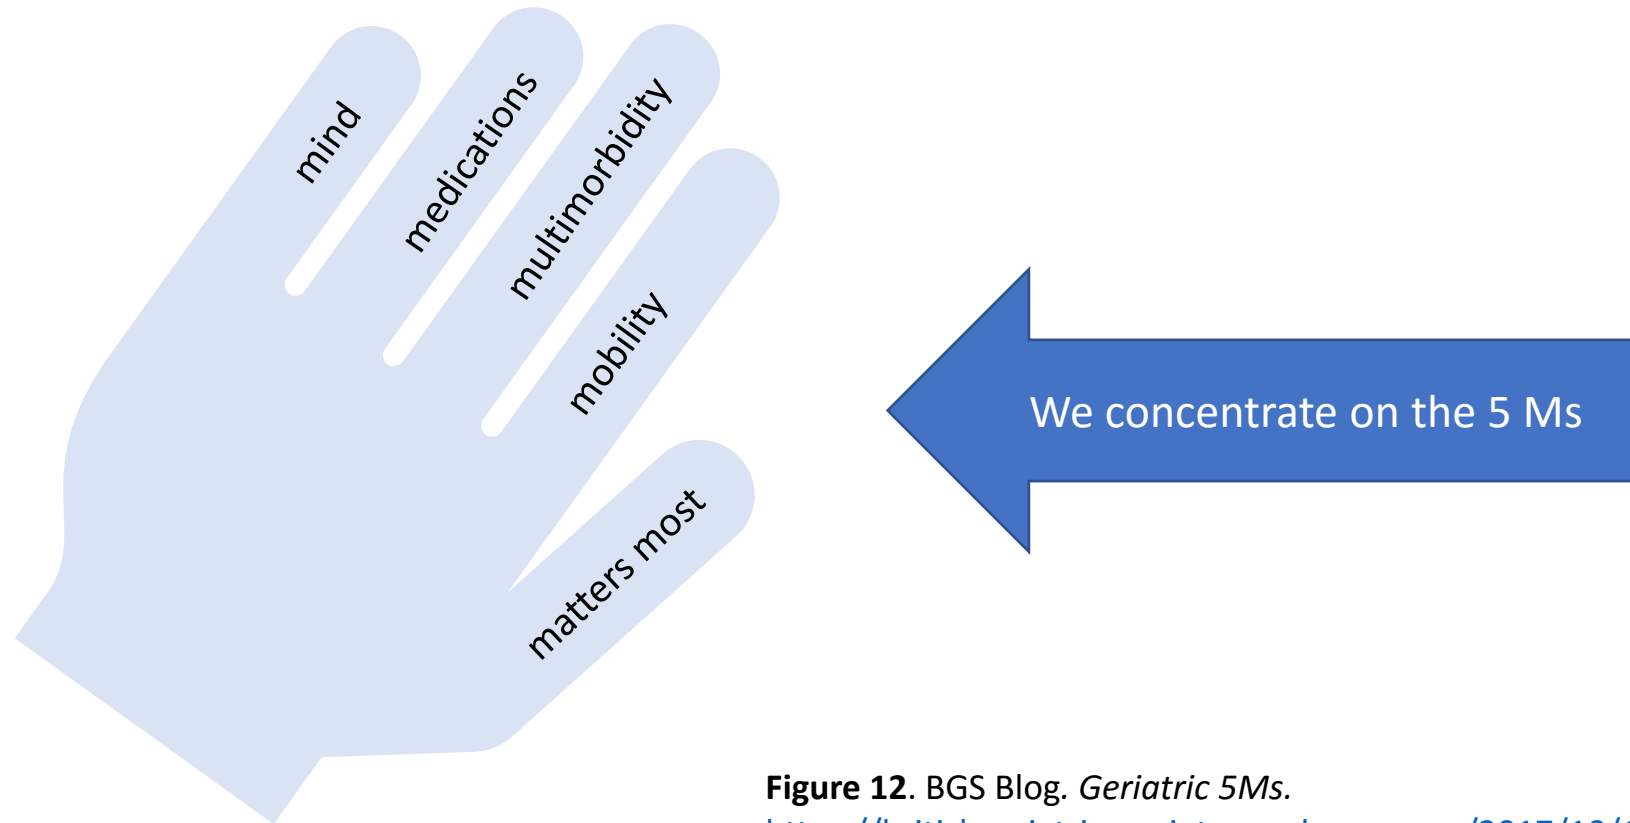 mind
medications
multimorbidity
mobility
matters most
We concentrate on the 5 Ms
Figure 12. BGS Blog. Geriatric 5Ms.